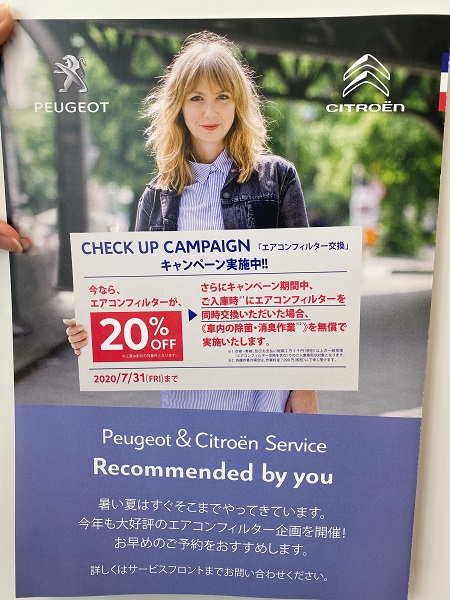 PEUGEOT
CITROËN
CHECK UP CAMPAIGN 「エアコンフィルター交換」
キャンペーン実施中!!
今なら、
エアコンフィルターが、
20%
OFF
2020/7/31(FRI)まで
さらにキャンペーン期間中、
ご入庫時※1にエアコンフィルターを
同時交換いただいた場合、
《車内の除菌・消臭作業※2》を無償で
実施いたします。
Peugeot & Citroën Service
Recommended by you
暑い夏はすぐそこまでやってきています。
今年も大好評のエアコンフィルター企画を開催!
お早めのご予約をおすすめします。
詳しくはサービスフロントまでお問い合わせください。